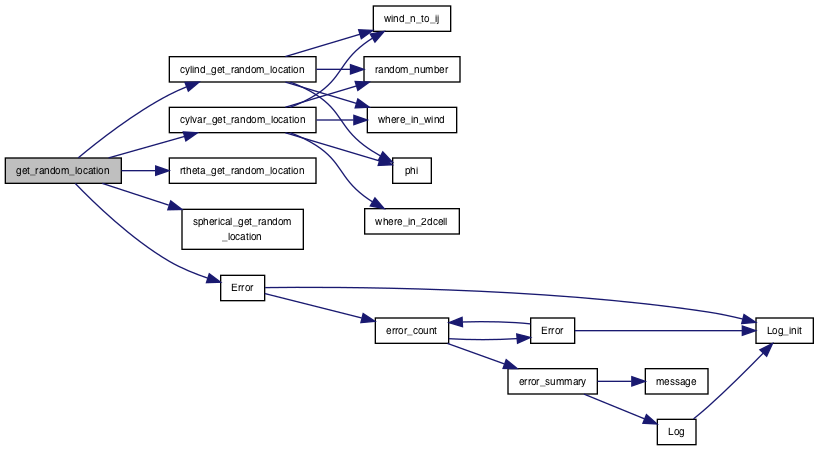 wind_n_to_ij
cylind_get_random_location
random_number
cylvar_get_random_location
where_in_wind
get_random_location
rtheta_get_random_location
phi
spherical_get_random
_location
where_in_2dcell
Error
error_count
Error
Log_init
error_summary
message
Log